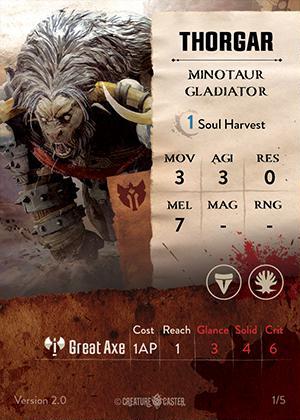 THORGAR
MINOTAUR
GLADIATOR
1 Soul Harvest
MOV AGI RES
3 3 0
MEL MAG RNG
7 - -
Cost Reach Glance Solid Crit
Great Axe 1AP 1 3 4 6
Version 2.0 © CREATURE CASTER 1/5